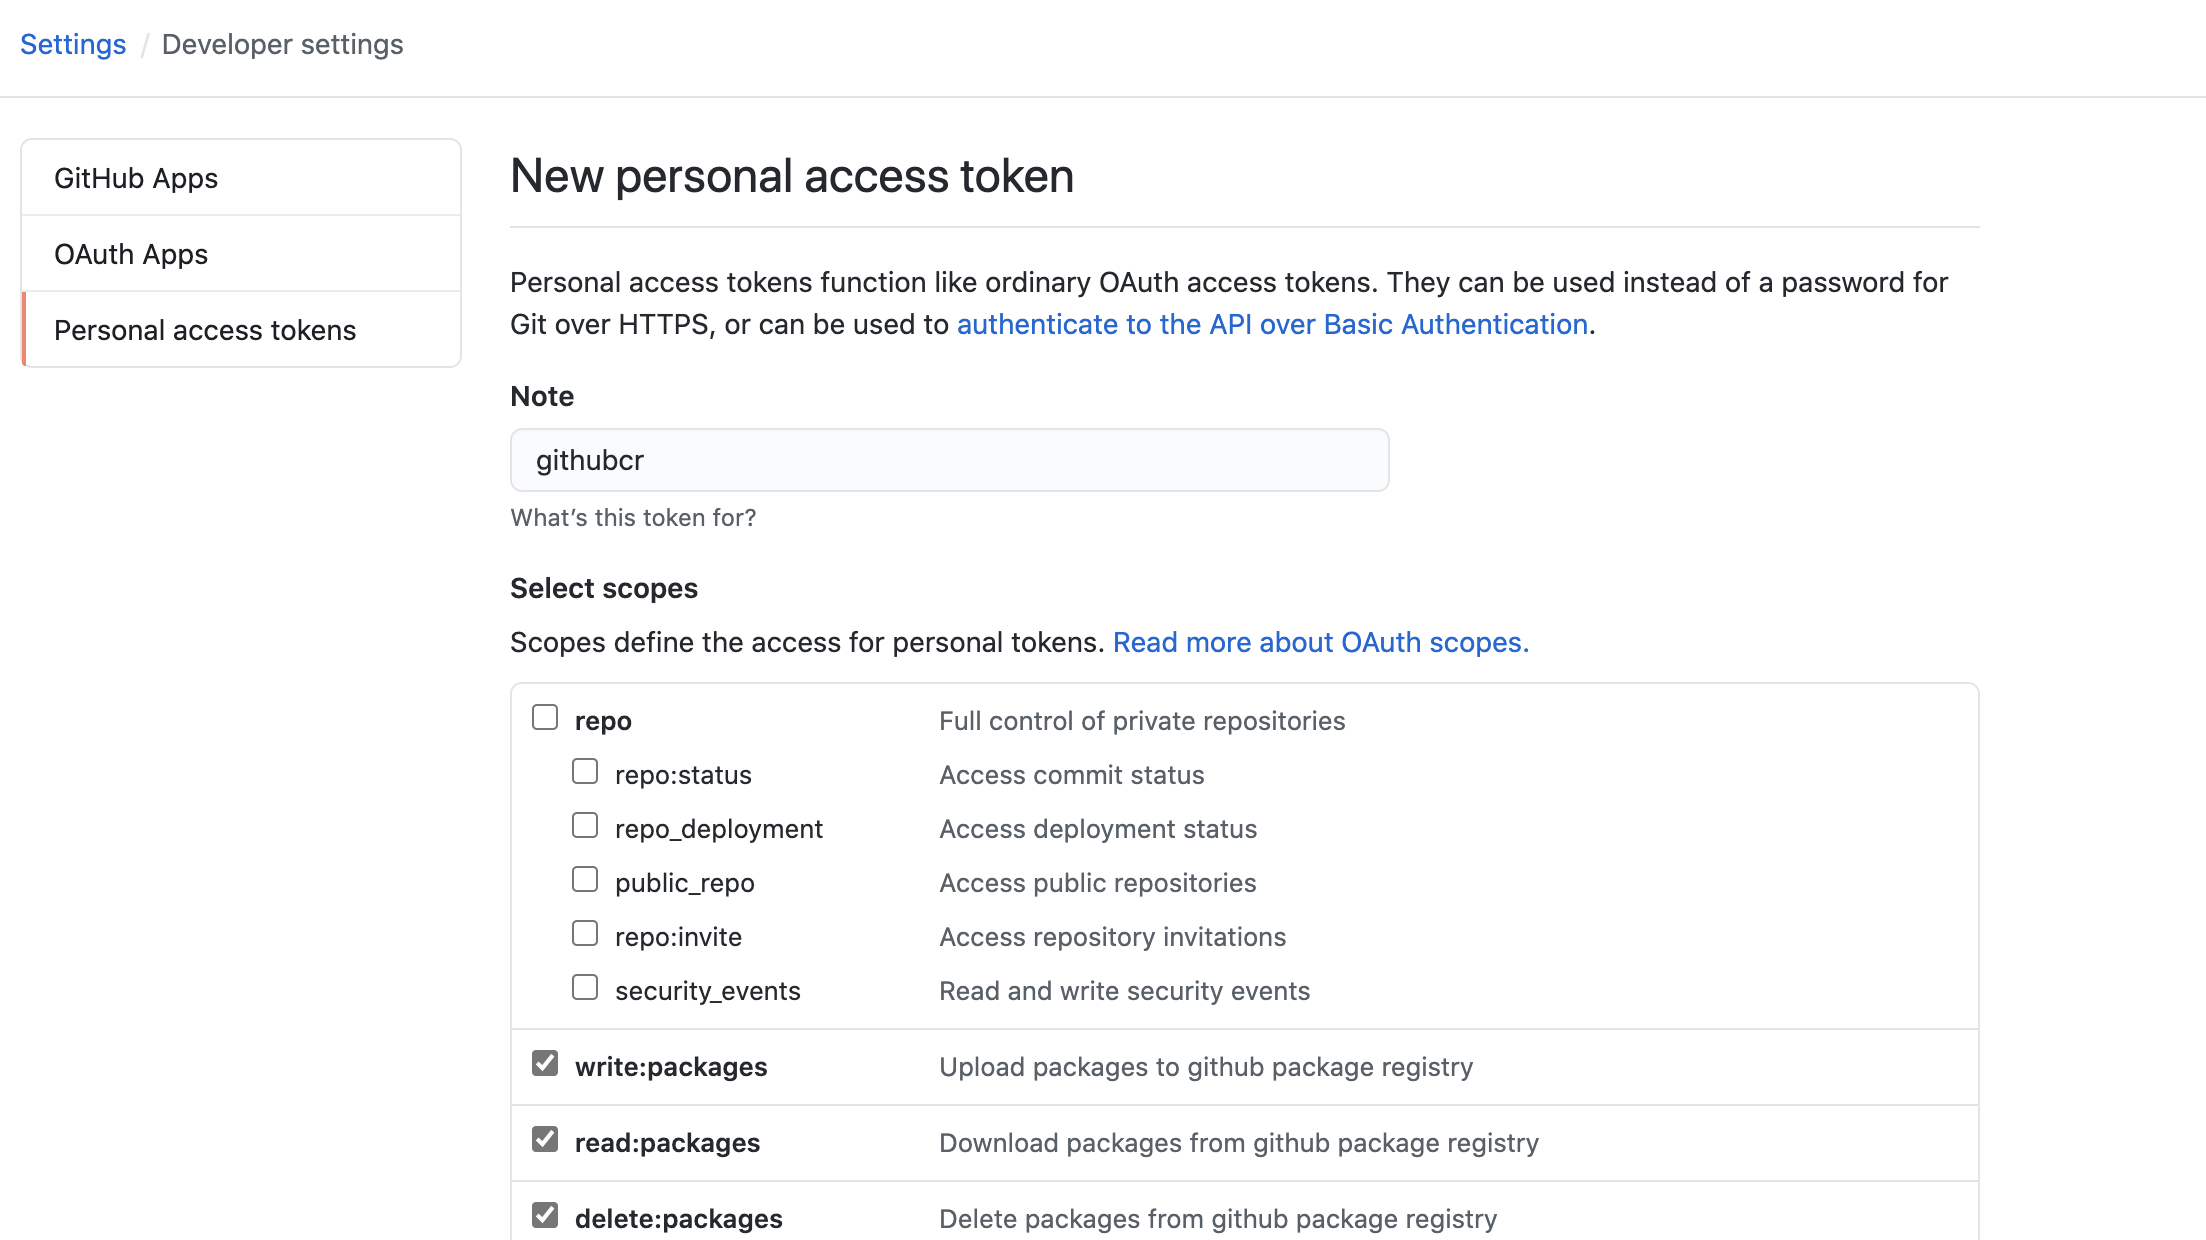 Settings / Developer settings
GitHub Apps
OAuth Apps
Personal access tokens
New personal access token
Personal access tokens function like ordinary OAuth access tokens. They can be used instead of a password for
Git over HTTPS, or can be used to authenticate to the API over Basic Authentication.
Note
githubcr
What’s this token for?
Select scopes
Scopes define the access for personal tokens. Read more about OAuth scopes.
repo Full control of private repositories
repo:status Access commit status
repo_deployment Access deployment status
public_repo Access public repositories
repo:invite Access repository invitations
security_events Read and write security events
write:packages Upload packages to github package registry
read:packages Download packages from github package registry
delete:packages Delete packages from github package registry